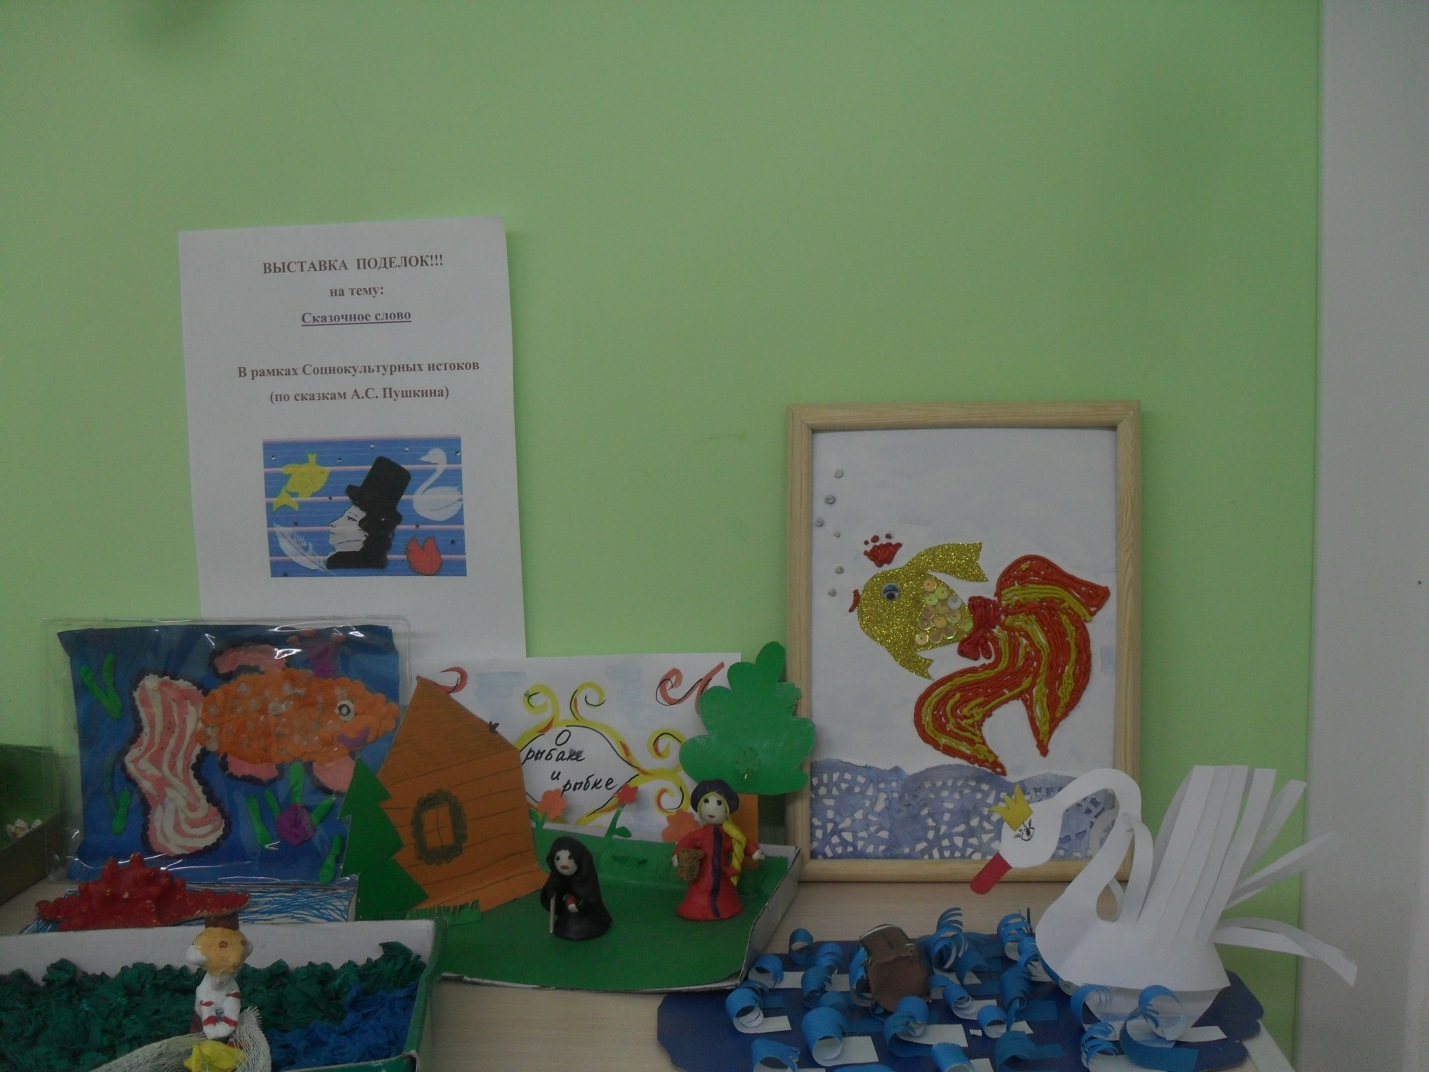 ВЫСТАВКА ПОДЕЛОК!!!
на тему:
Сказочное слово
В рамках Социокультурных истоков
(по сказкам А.С. Пушкина)
О
рыбаке
и
рыбке